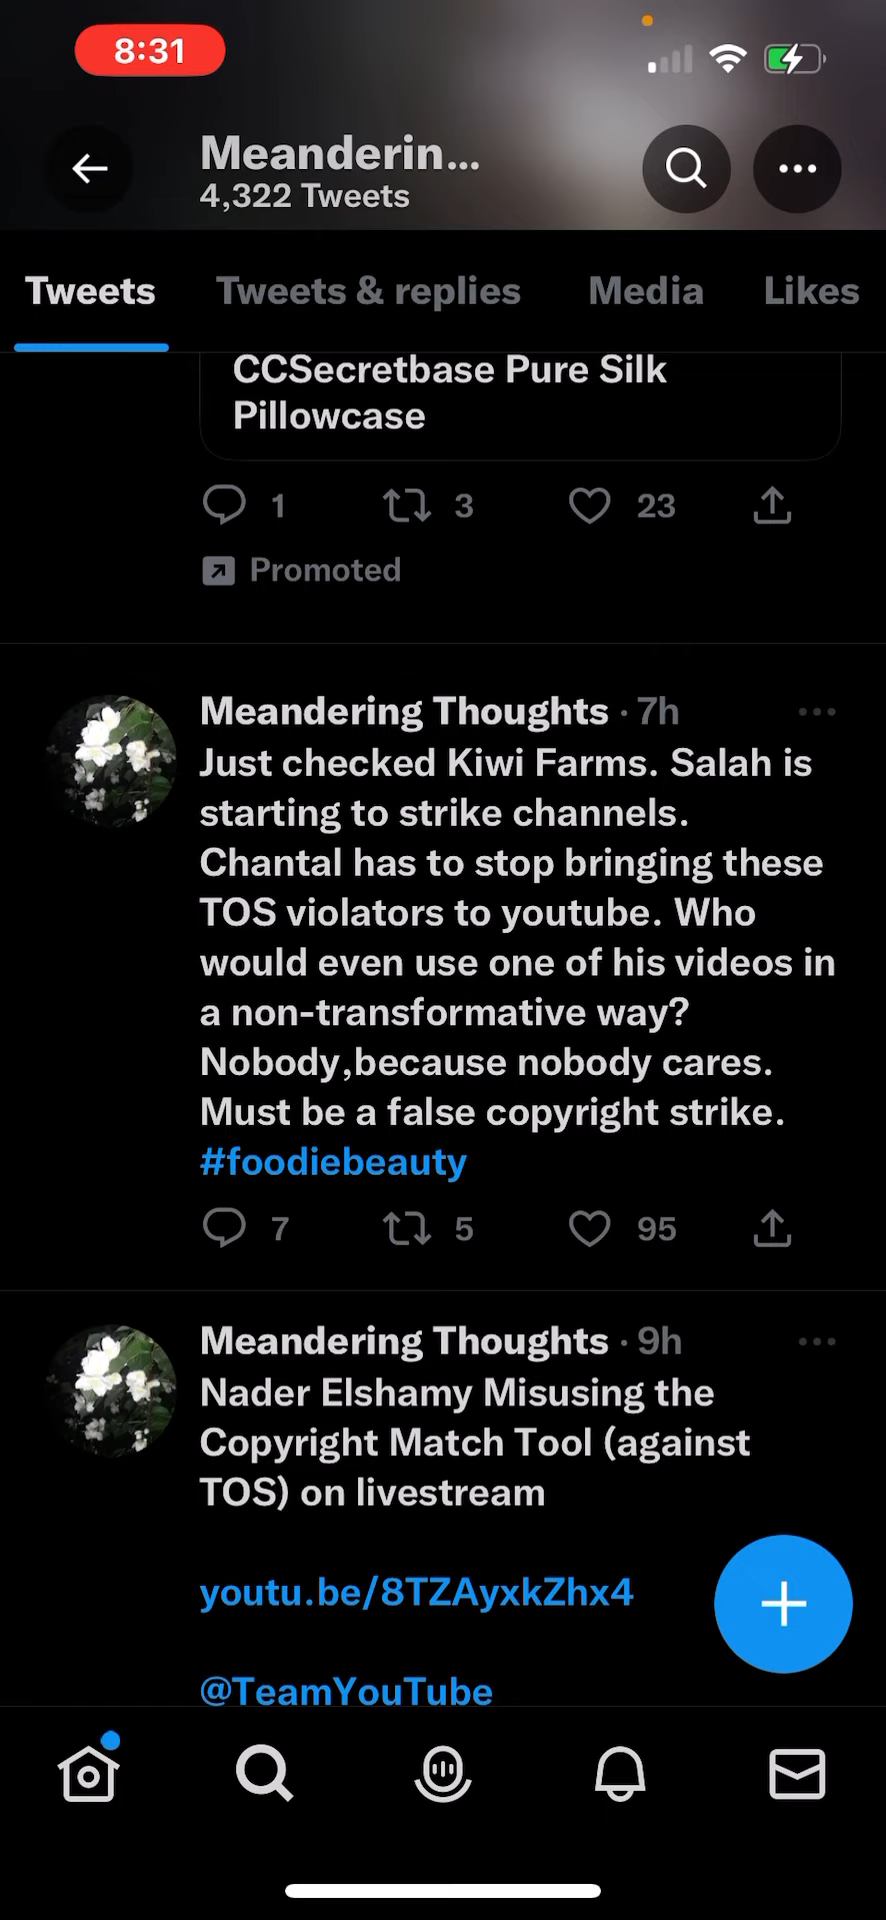 8:31
Meanderin...
4,322 Tweets
Tweets
Tweets & replies
Media
Likes
CCSecretbase Pure Silk
Pillowcase
1
3
23
Promoted
Meandering Thoughts · 7h
Just checked Kiwi Farms. Salah is
starting to strike channels.
Chantal has to stop bringing these
TOS violators to youtube. Who
would even use one of his videos in
a non-transformative way?
Nobody,because nobody cares.
Must be a false copyright strike.
#foodiebeauty
7
5
95
Meandering Thoughts · 9h
Nader Elshamy Misusing the
Copyright Match Tool (against
TOS) on livestream
youtu.be/8TZAyxkZhx4
@TeamYouTube